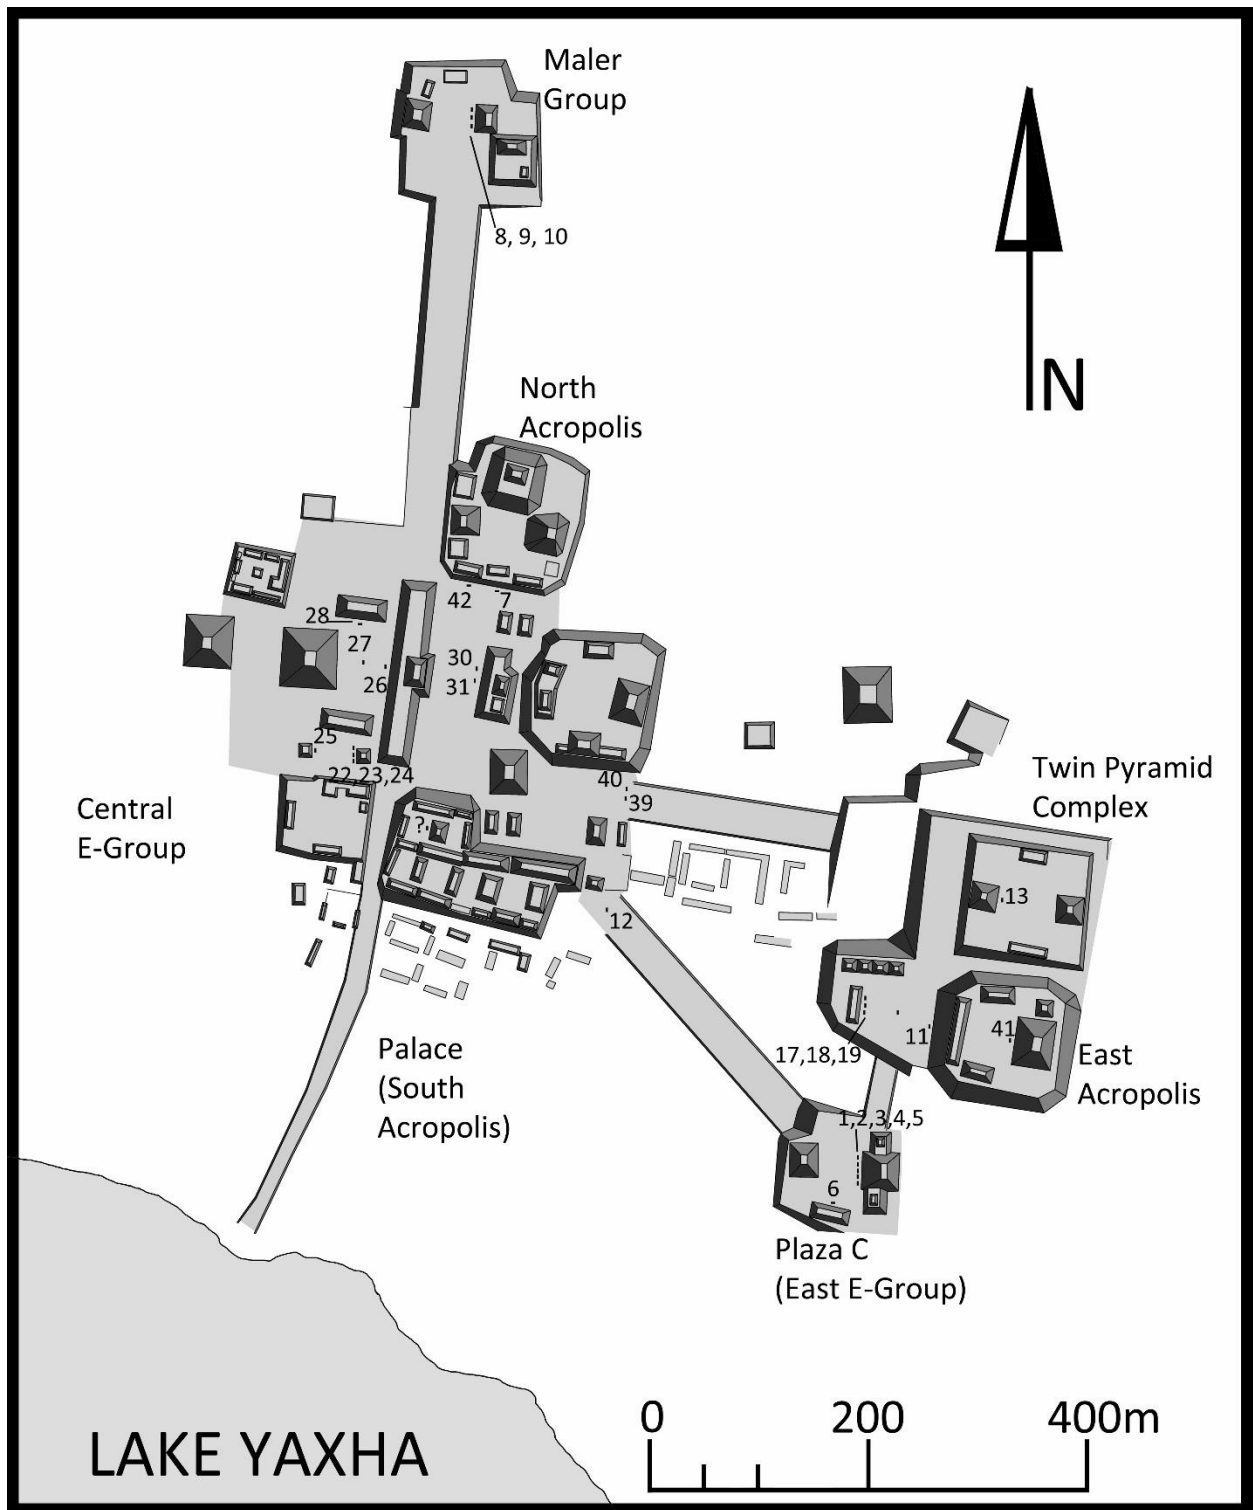 Maler
Group
8, 9, 10
N
North
Acropolis
42
7
28
27
30
26
31
25
22,23,24
40
39
Central
E-Group
?
Twin Pyramid
Complex
13
12
11
41
17,18,19
Palace
(South
Acropolis)
East
Acropolis
1,2,3,4,5
6
Plaza C
(East E-Group)
LAKE YAXHA
0 200 400m